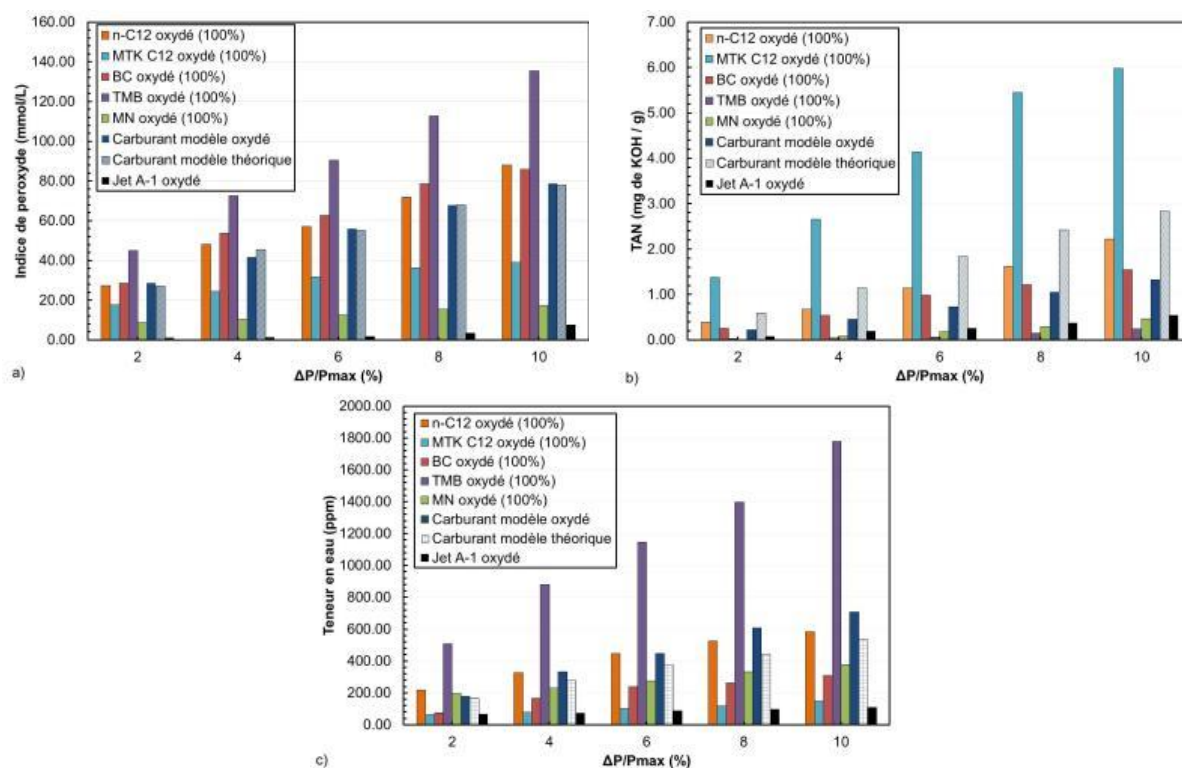 160.00
140.00
120.00
100.00
80.00
60.00
40.00
20.00
0.00
Indice de peroxyde (mmol/L)
n-C12 oxydé (100%)
MTK C12 oxydé (100%)
BC oxydé (100%)
TMB oxydé (100%)
MN oxydé (100%)
Carburant modèle oxydé
Carburant modèle théorique
Jet A-1 oxydé
2 4 6 8 10
a) ΔP/Pmax (%)
7.00
6.00
5.00
4.00
3.00
2.00
1.00
0.00
TAN (mg de KOH / g)
n-C12 oxydé (100%)
MTK C12 oxydé (100%)
BC oxydé (100%)
TMB oxydé (100%)
MN oxydé (100%)
Carburant modèle oxydé
Carburant modèle théorique
Jet A-1 oxydé
2 4 6 8 10
b) ΔP/Pmax (%)
2000.00
1800.00
1600.00
1400.00
1200.00
1000.00
800.00
600.00
400.00
200.00
0.00
Teneur en eau (ppm)
n-C12 oxydé (100%)
MTK C12 oxydé (100%)
BC oxydé (100%)
TMB oxydé (100%)
MN oxydé (100%)
Carburant modèle oxydé
Carburant modèle théorique
Jet A-1 oxydé
2 4 6 8 10
c) ΔP/Pmax (%)